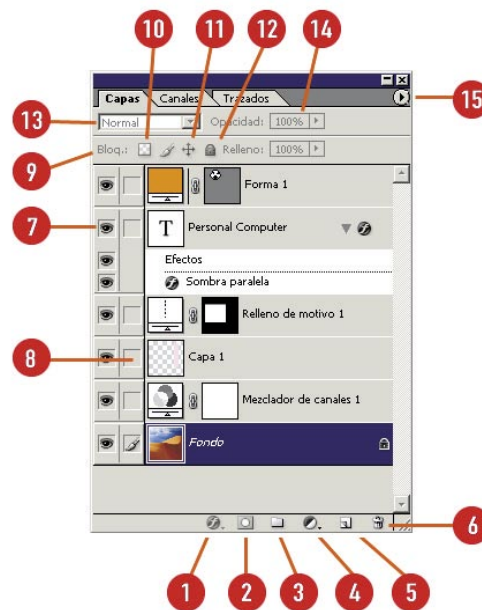 10 11 12 14
Capas Canales Trazados
15
13 Normal Opacidad: 100%
9 Bloq.: Relleno: 100%
Forma 1
7 T Personal Computer
Efectos
Sombra paralela
Relleno de motivo 1
8 Capa 1
Mezclador de canales 1
Fondo
6
1 2 3 4 5